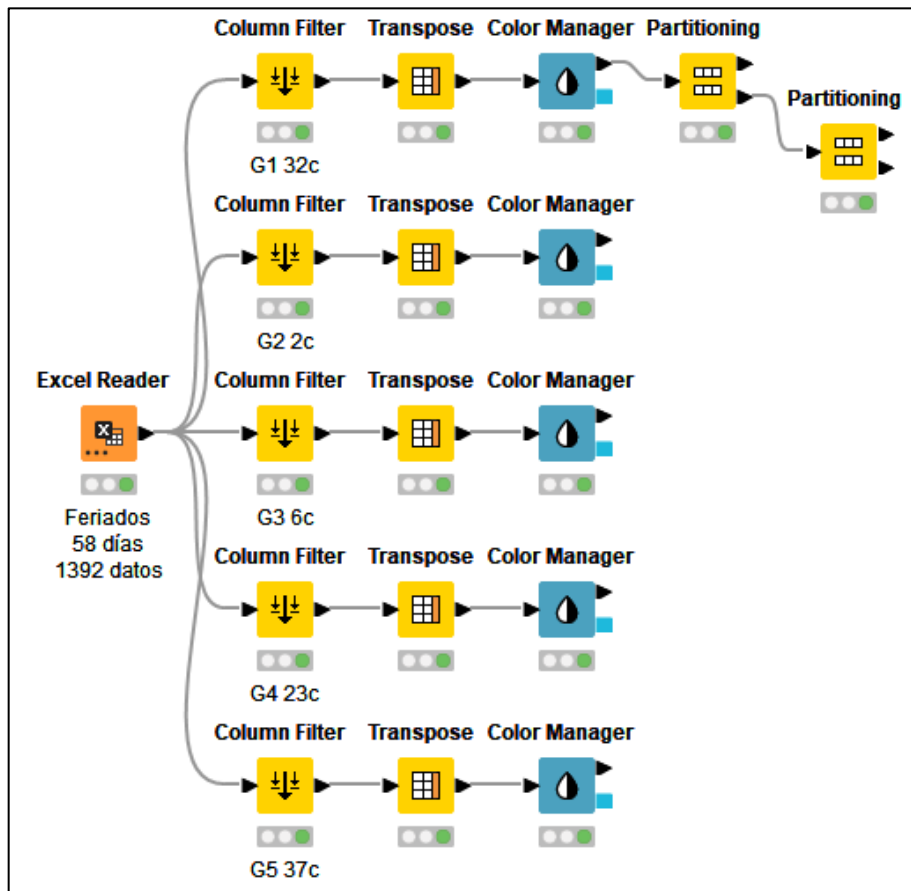 Column Filter Transpose Color Manager Partitioning
Partitioning
G1 32c
Column Filter Transpose Color Manager
G2 2c
Excel Reader Column Filter Transpose Color Manager
X
G3 6c
Feriados
58 días
1392 datos
Column Filter Transpose Color Manager
G4 23c
Column Filter Transpose Color Manager
G5 37c